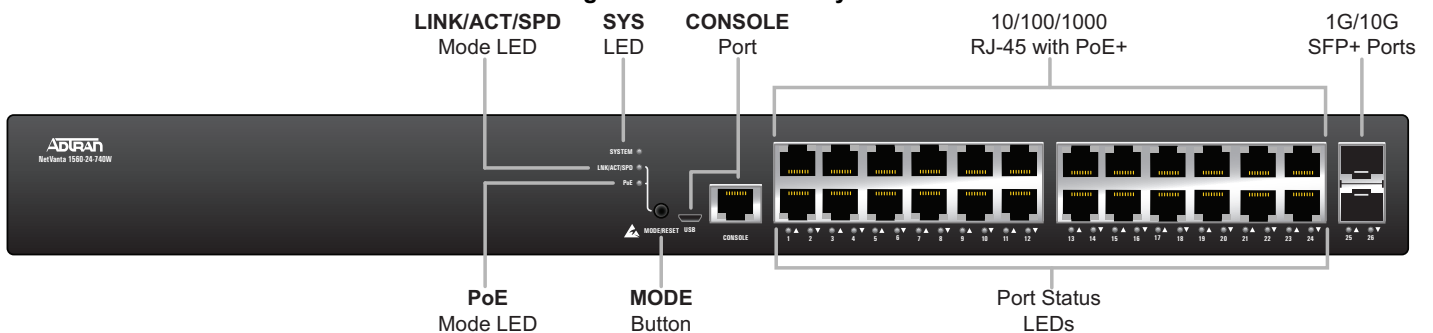 LINK/ACT/SPD
Mode LED
SYS
LED
CONSOLE
Port
10/100/1000
RJ-45 with PoE+
1G/10G
SFP+ Ports
ADTRAN
NetVanta 1560-24-740W
SYSTEM
LNK/ACT/SPD
PoE
MODE/RESET
USB
CONSOLE
1 2 3 4 5 6 7 8 9 10 11 12
13 14 15 16 17 18 19 20 21 22 23 24
25 26
PoE
Mode LED
MODE
Button
Port Status
LEDs